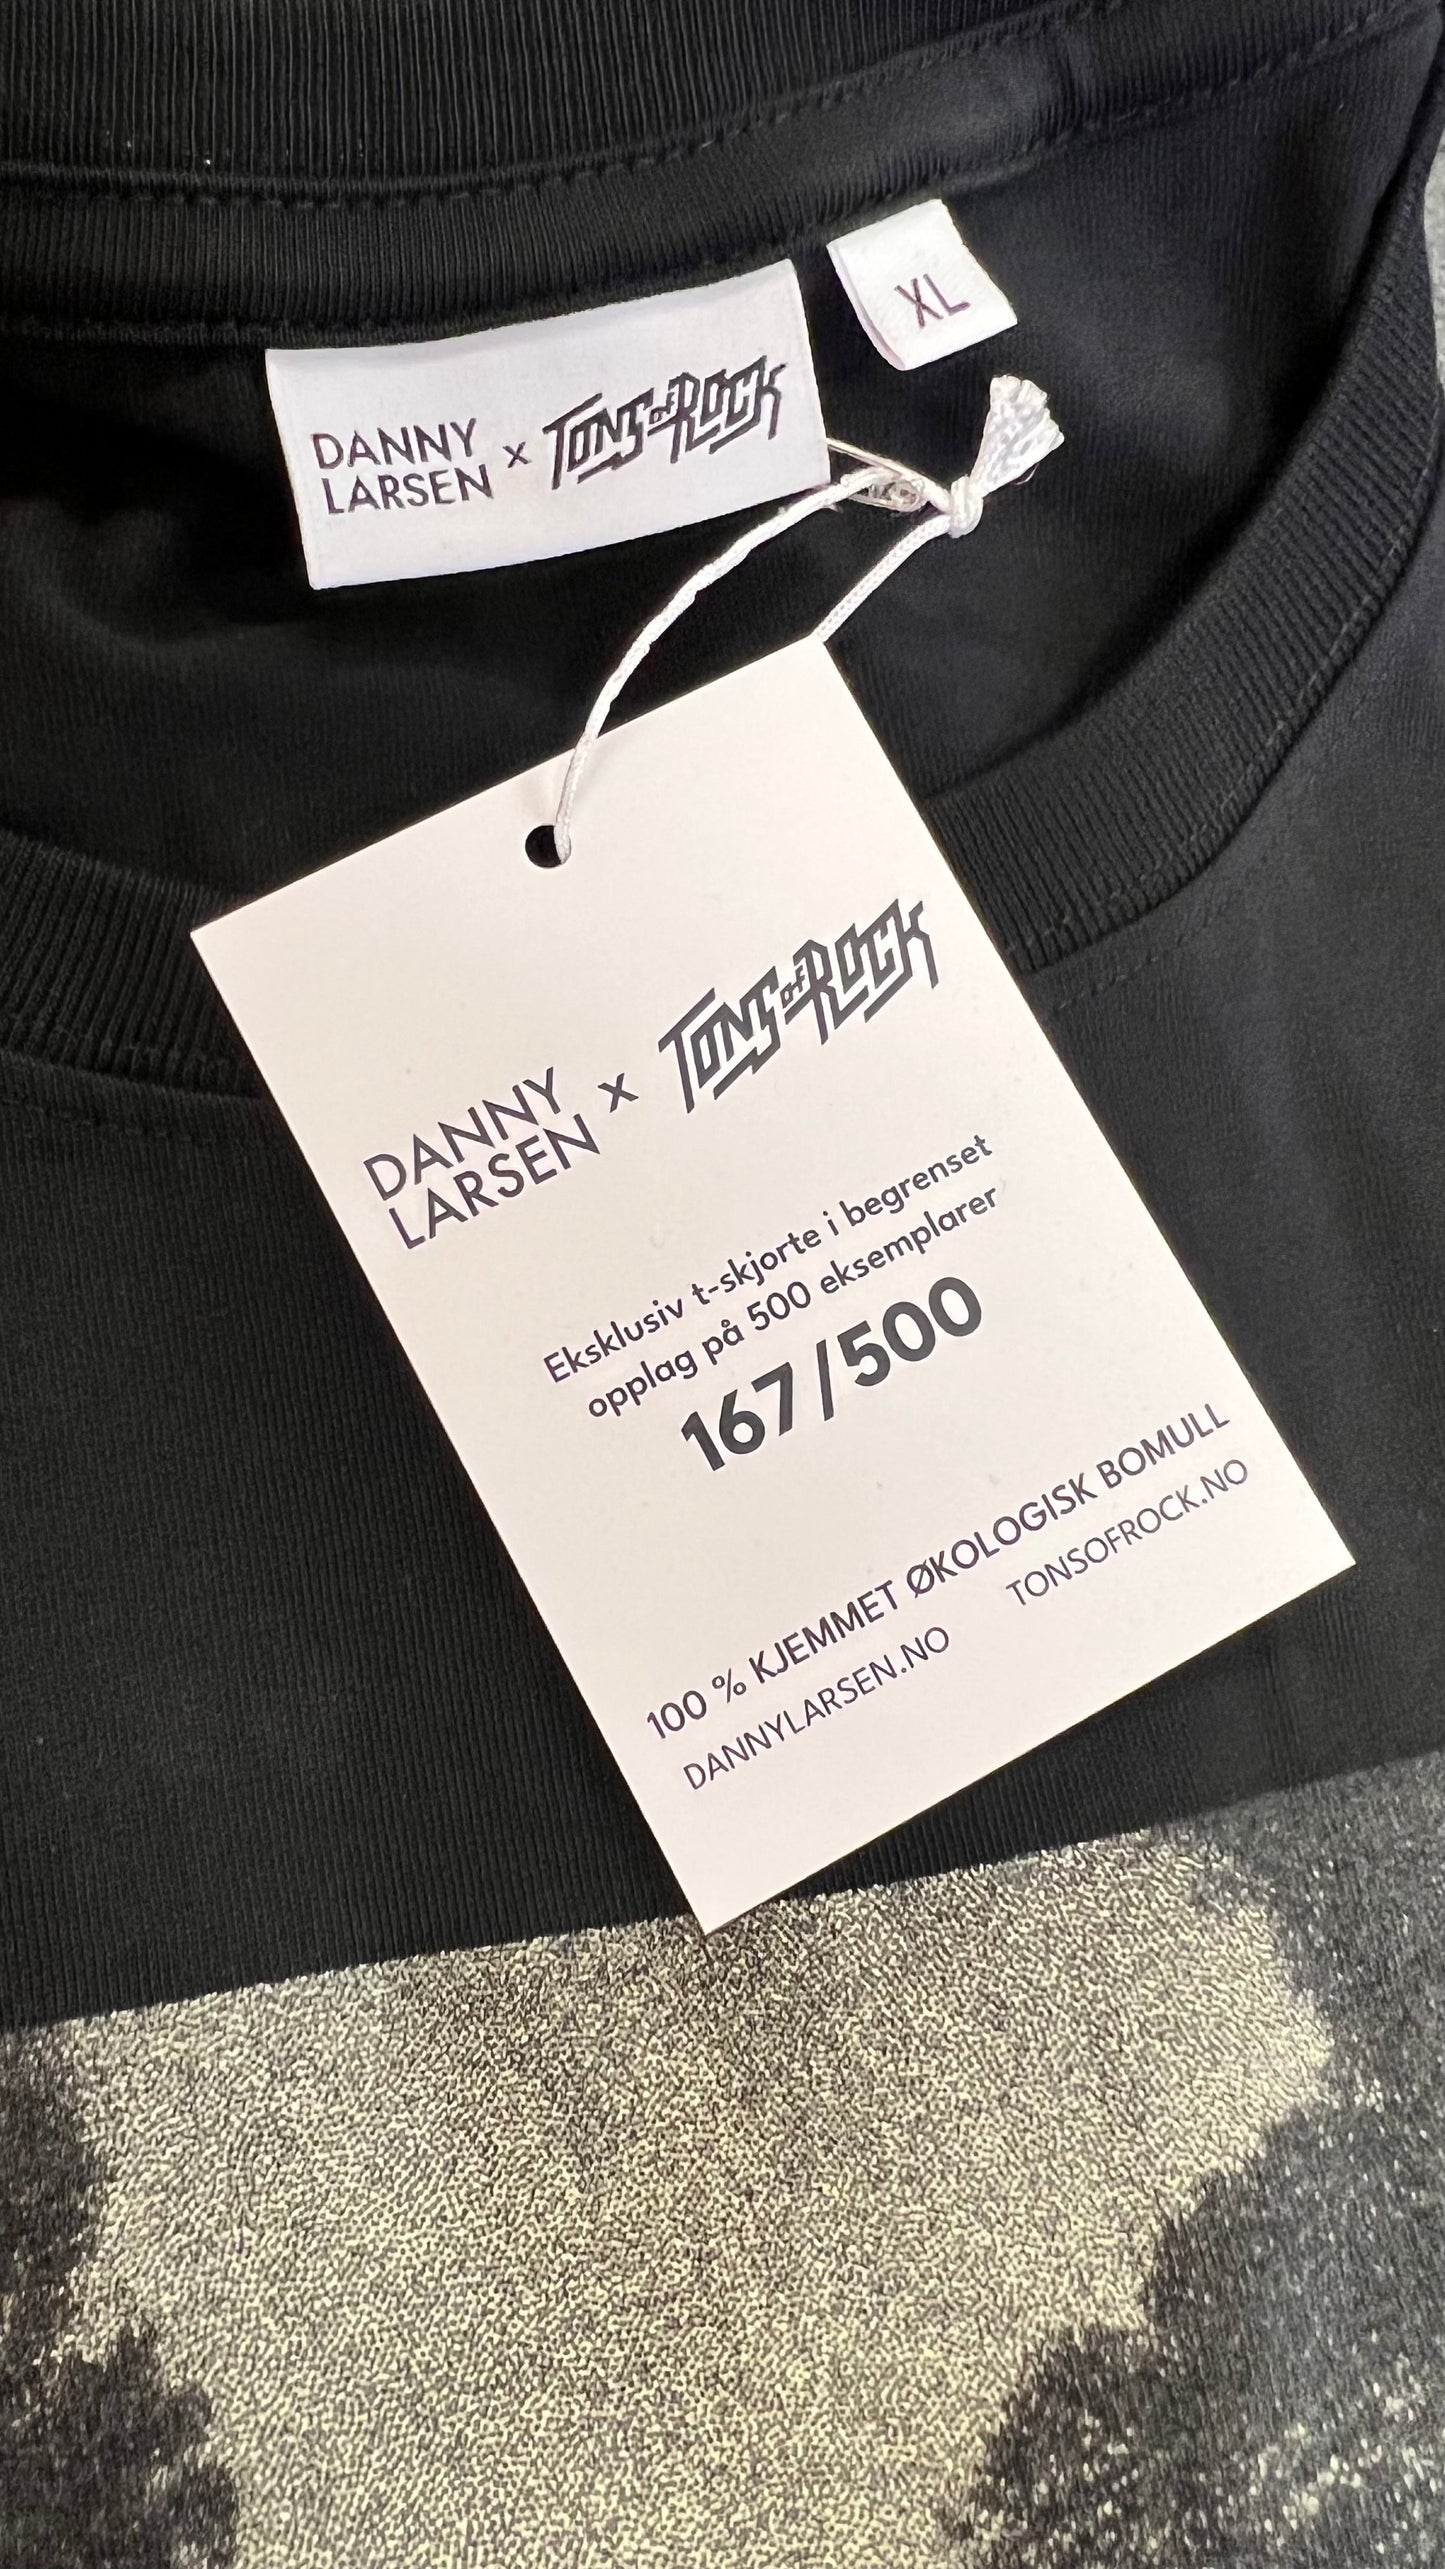 XL
DANNY
LARSEN x TONS OF ROCK
DANNY
LARSEN x TONS OF ROCK
Eksklusiv t-skjorte i begrenset
opplag på 500 eksemplarer
167/500
100 % KJEMMET ØKOLOGISK BOMULL
DANNYLARSEN.NO TONSOFROCK.NO